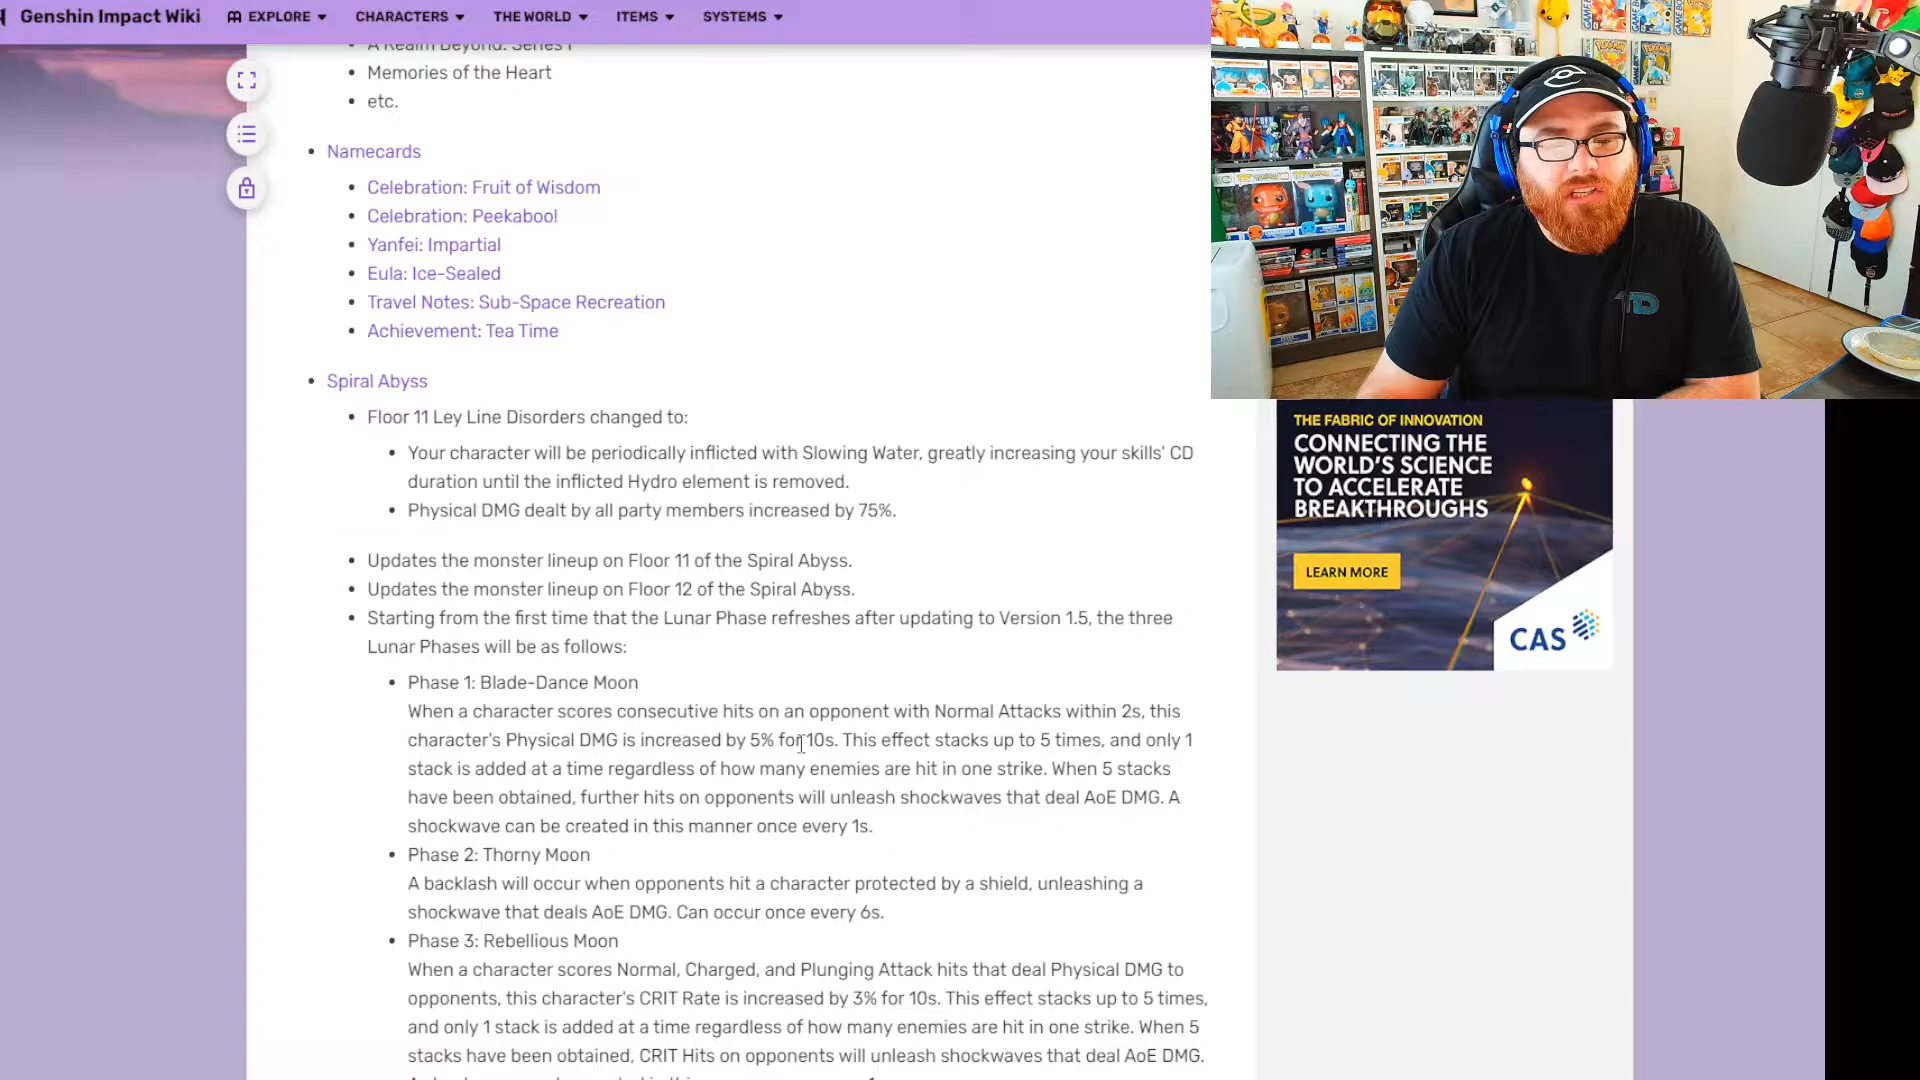 Genshin Impact Wiki
EXPLORE
CHARACTERS
THE WORLD
ITEMS
SYSTEMS
A Realm Beyond: Series I
Memories of the Heart
etc.
Namecards
Celebration: Fruit of Wisdom
Celebration: Peekaboo!
Yanfei: Impartial
Eula: Ice-Sealed
Travel Notes: Sub-Space Recreation
Achievement: Tea Time
Spiral Abyss
Floor 11 Ley Line Disorders changed to:
Your character will be periodically inflicted with Slowing Water, greatly increasing your skills' CD
duration until the inflicted Hydro element is removed.
Physical DMG dealt by all party members increased by 75%.
Updates the monster lineup on Floor 11 of the Spiral Abyss.
Updates the monster lineup on Floor 12 of the Spiral Abyss.
Starting from the first time that the Lunar Phase refreshes after updating to Version 1.5, the three
Lunar Phases will be as follows:
Phase 1: Blade-Dance Moon
When a character scores consecutive hits on an opponent with Normal Attacks within 2s, this
character's Physical DMG is increased by 5% for 10s. This effect stacks up to 5 times, and only 1
stack is added at a time regardless of how many enemies are hit in one strike. When 5 stacks
have been obtained, further hits on opponents will unleash shockwaves that deal AoE DMG. A
shockwave can be created in this manner once every 1s.
Phase 2: Thorny Moon
A backlash will occur when opponents hit a character protected by a shield, unleashing a
shockwave that deals AoE DMG. Can occur once every 6s.
Phase 3: Rebellious Moon
When a character scores Normal, Charged, and Plunging Attack hits that deal Physical DMG to
opponents, this character's CRIT Rate is increased by 3% for 10s. This effect stacks up to 5 times,
and only 1 stack is added at a time regardless of how many enemies are hit in one strike. When 5
stacks have been obtained, CRIT Hits on opponents will unleash shockwaves that deal AoE DMG.
THE FABRIC OF INNOVATION
CONNECTING THE
WORLD'S SCIENCE
TO ACCELERATE
BREAKTHROUGHS
LEARN MORE
CAS